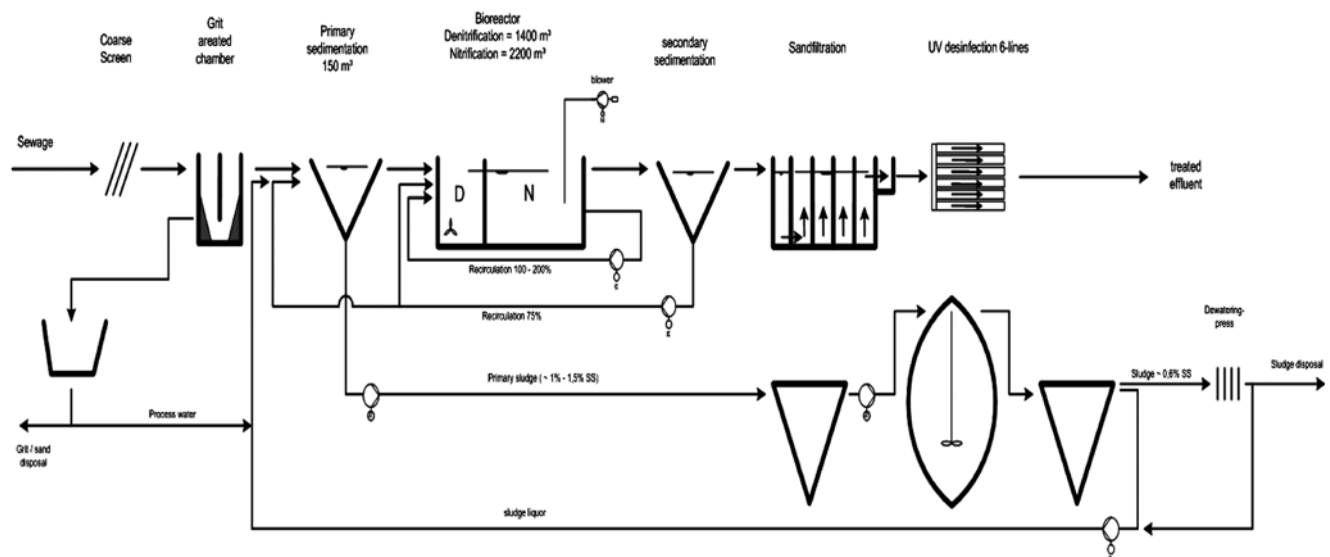 Coarse
Screen
Grit
areated
chamber
Primary
sedimentation
150 m³
Bioreactor
Denitrification = 1400 m³
Nitrification = 2200 m³
secondary
sedimentation
Sandfiltration
UV desinfection 6-lines
blower
Sewage
D
N
treated
effluent
Recirculation 100 - 200%
Recirculation 75%
Dewatering-
press
Primary sludge ( ~ 1% - 1,5% SS)
Sludge ~ 0,6% SS
Sludge disposal
Process water
Grit / sand
disposal
sludge liquor